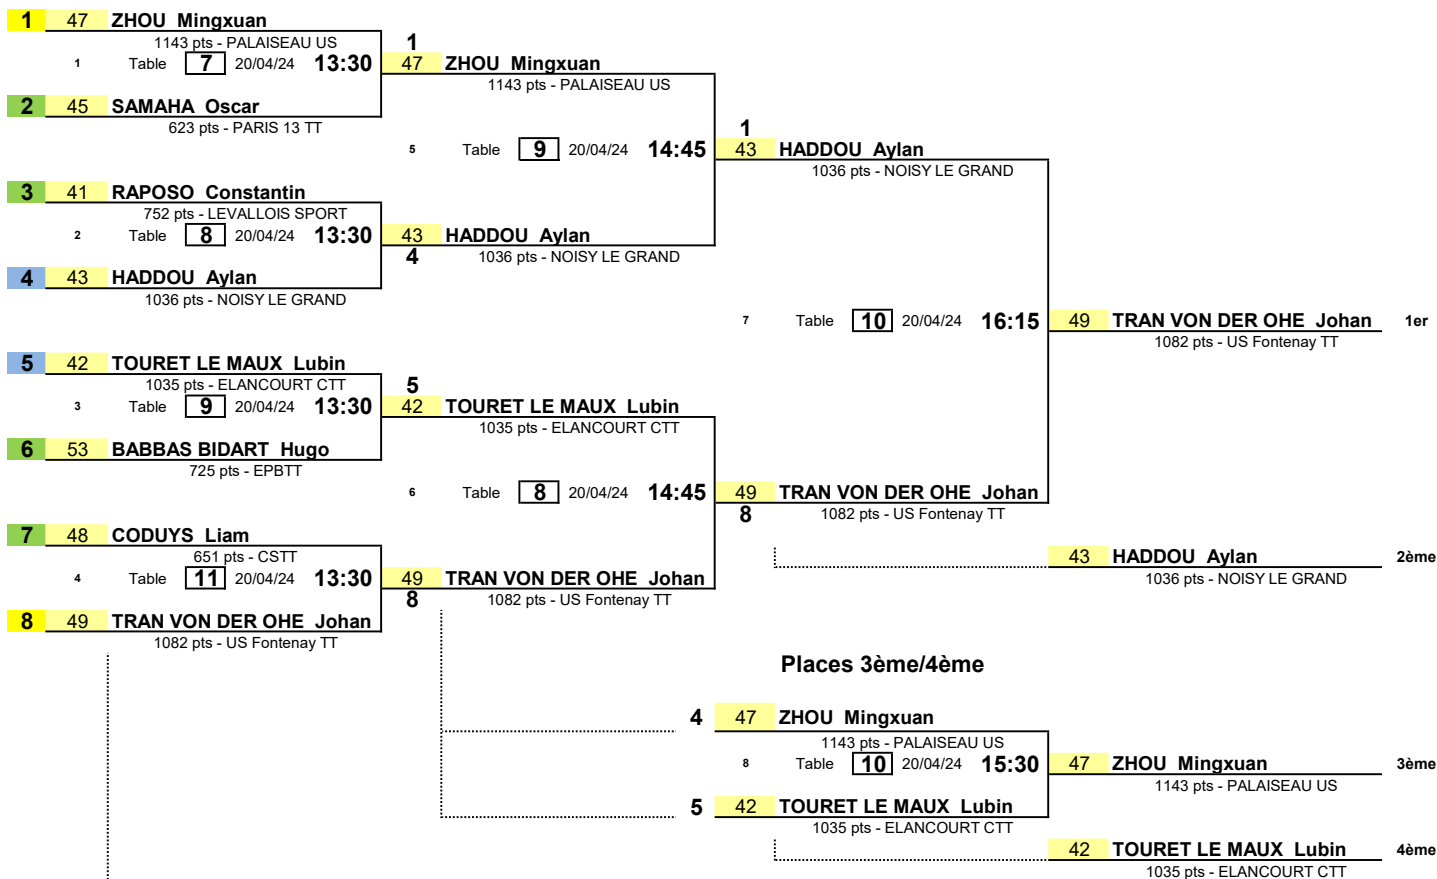 1 47 ZHOU Mingxuan
1143 pts - PALAISEAU US 1
1 Table 7 20/04/24 13:30 47 ZHOU Mingxuan
1143 pts - PALAISEAU US
2 45 SAMAHA Oscar
623 pts - PARIS 13 TT 1
5 Table 9 20/04/24 14:45 43 HADDOU Aylan
1036 pts - NOISY LE GRAND
3 41 RAPOSO Constantin
752 pts - LEVALLOIS SPORT
2 Table 8 20/04/24 13:30 43 HADDOU Aylan
4 1036 pts - NOISY LE GRAND
4 43 HADDOU Aylan
1036 pts - NOISY LE GRAND
7 Table 10 20/04/24 16:15 49 TRAN VON DER OHE Johan 1er
1082 pts - US Fontenay TT
5 42 TOURET LE MAUX Lubin
1035 pts - ELANCOURT CTT 5
3 Table 9 20/04/24 13:30 42 TOURET LE MAUX Lubin
1035 pts - ELANCOURT CTT
6 53 BABBAS BIDART Hugo
725 pts - EPBTT
6 Table 8 20/04/24 14:45 49 TRAN VON DER OHE Johan
8 1082 pts - US Fontenay TT
7 48 CODUYS Liam
651 pts - CSTT 43 HADDOU Aylan 2ème
4 Table 11 20/04/24 13:30 49 TRAN VON DER OHE Johan 1036 pts - NOISY LE GRAND
8 1082 pts - US Fontenay TT
8 49 TRAN VON DER OHE Johan
1082 pts - US Fontenay TT
Places 3ème/4ème
4 47 ZHOU Mingxuan
1143 pts - PALAISEAU US
8 Table 10 20/04/24 15:30 47 ZHOU Mingxuan 3ème
1143 pts - PALAISEAU US
5 42 TOURET LE MAUX Lubin
1035 pts - ELANCOURT CTT
42 TOURET LE MAUX Lubin 4ème
1035 pts - ELANCOURT CTT